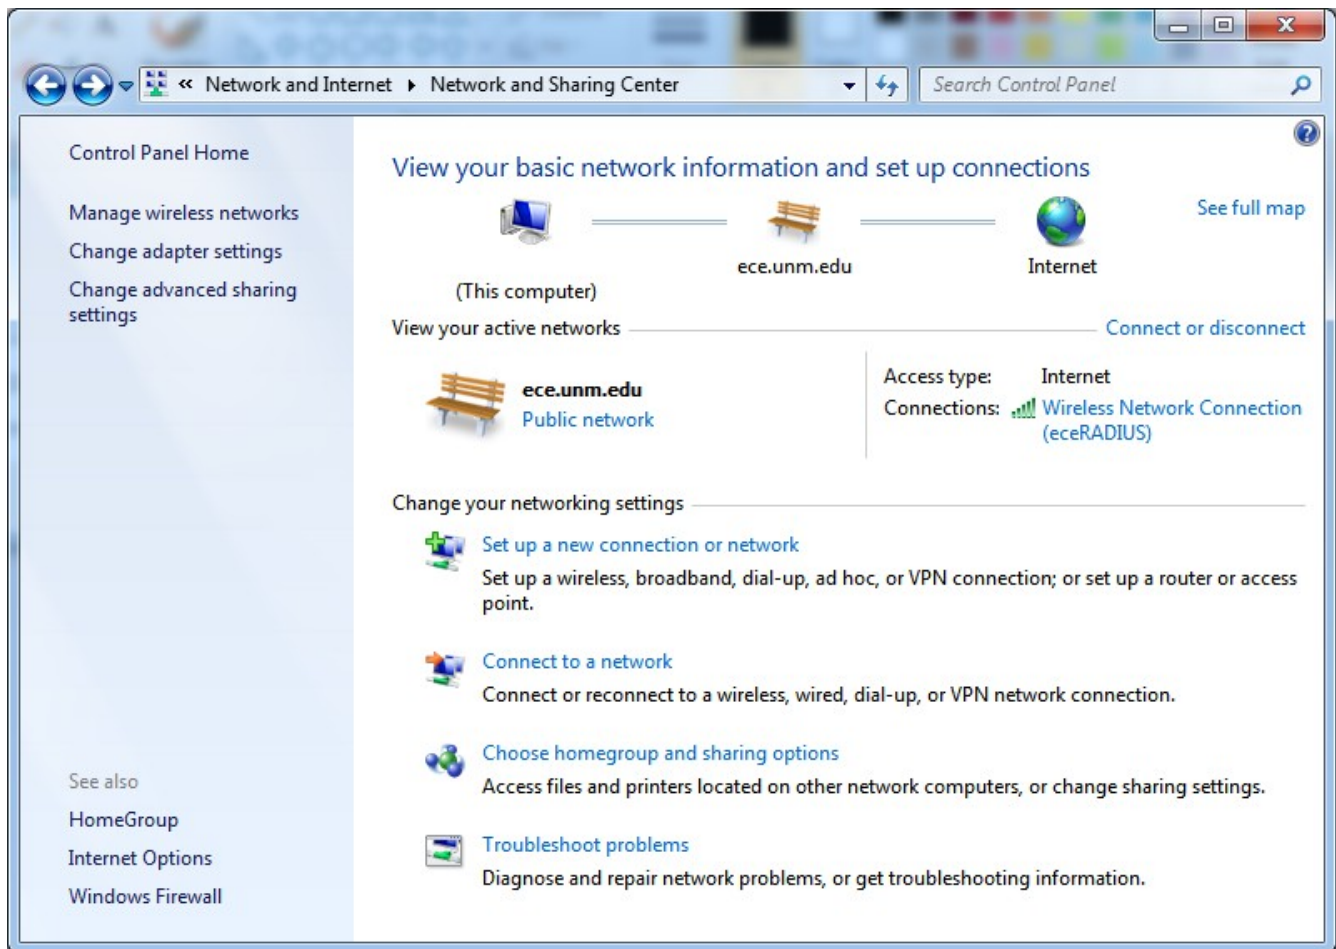 « Network and Internet ▸ Network and Sharing Center
Search Control Panel
Control Panel Home
Manage wireless networks
Change adapter settings
Change advanced sharing
settings
See also
HomeGroup
Internet Options
Windows Firewall
View your basic network information and set up connections
See full map
(This computer)
ece.unm.edu
Internet
View your active networks
Connect or disconnect
ece.unm.edu
Public network
Access type: Internet
Connections: Wireless Network Connection
(eceRADIUS)
Change your networking settings
Set up a new connection or network
Set up a wireless, broadband, dial-up, ad hoc, or VPN connection; or set up a router or access
point.
Connect to a network
Connect or reconnect to a wireless, wired, dial-up, or VPN network connection.
Choose homegroup and sharing options
Access files and printers located on other network computers, or change sharing settings.
Troubleshoot problems
Diagnose and repair network problems, or get troubleshooting information.